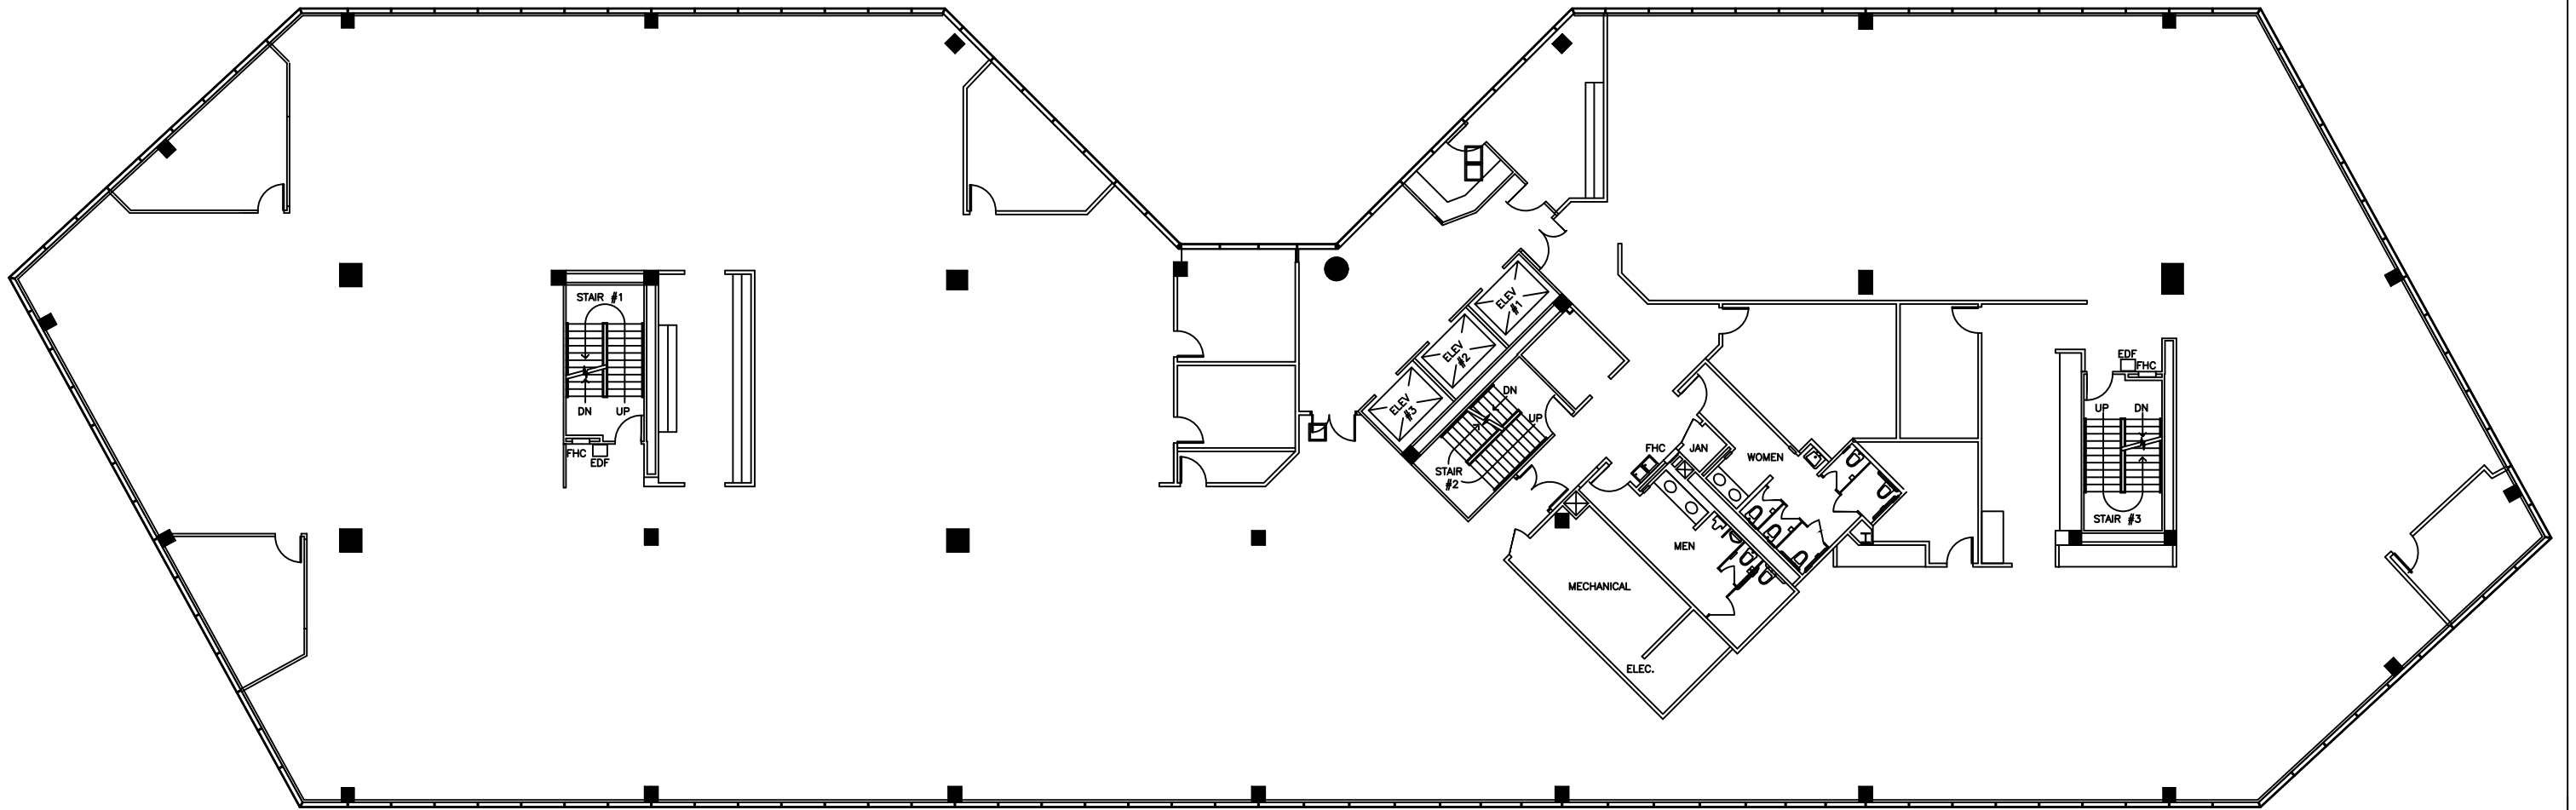 STAIR #1
DN
UP
FHC
EDF
ELEV
#1
ELEV
#2
ELEV
#3
DN
UP
STAIR
#2
FHC
JAN
WOMEN
MEN
MECHANICAL
ELEC.
EDF
FHC
UP
DN
STAIR #3